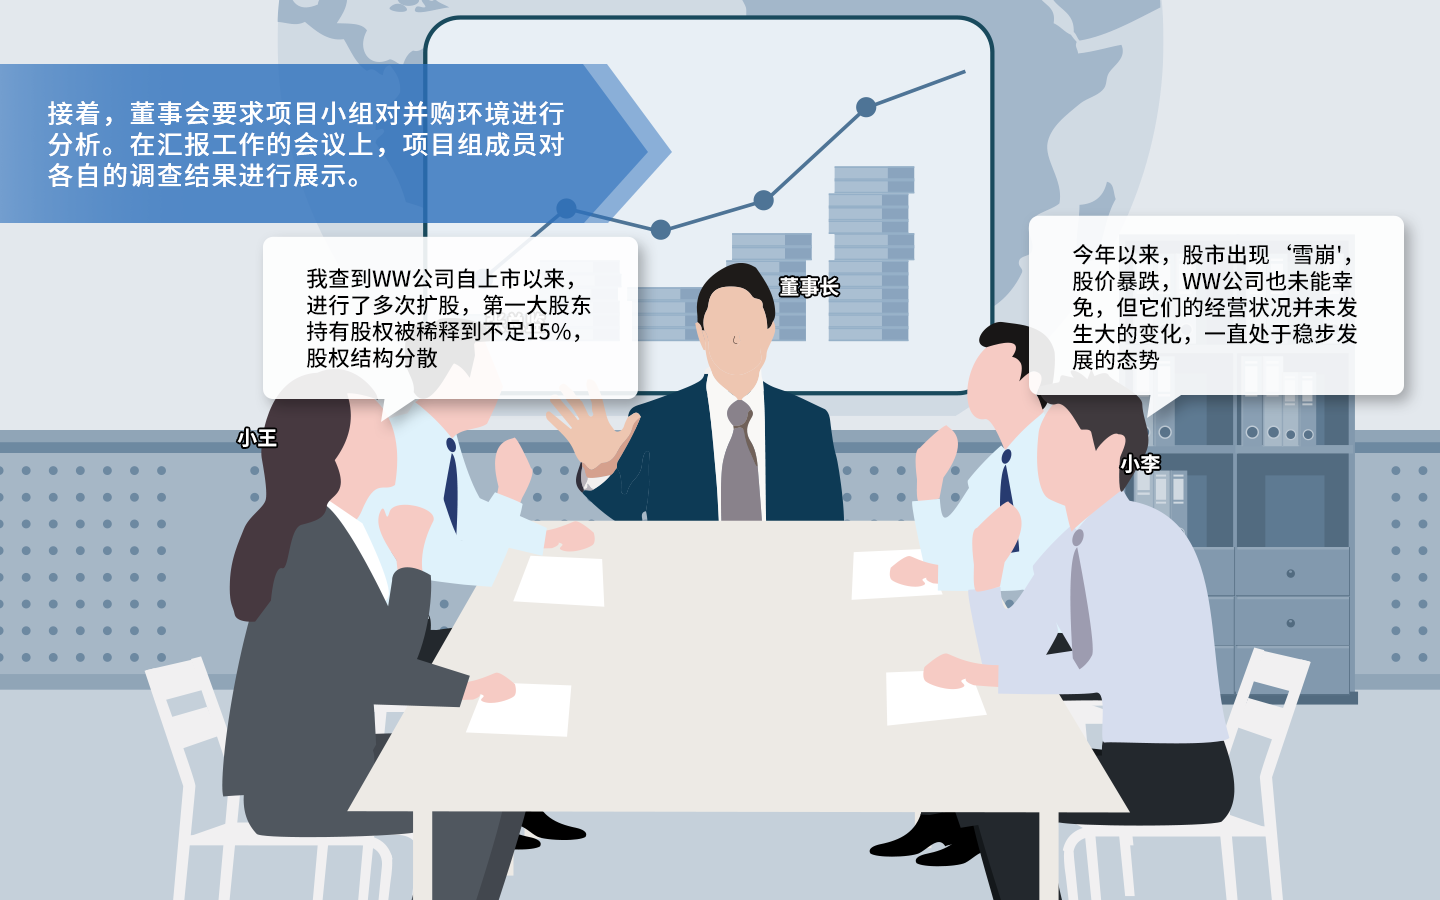 接着，董事会要求项目小组对并购环境进行
分析。在汇报工作的会议上，项目组成员对
各自的调查结果进行展示。
我查到WW公司自上市以来，
进行了多次扩股，第一大股东
持有股权被稀释到不足15%，
股权结构分散
今年以来，股市出现‘雪崩'，
股价暴跌，WW公司也未能幸
免，但它们的经营状况并未发
生大的变化，一直处于稳步发
展的态势
董事长
小王
小李